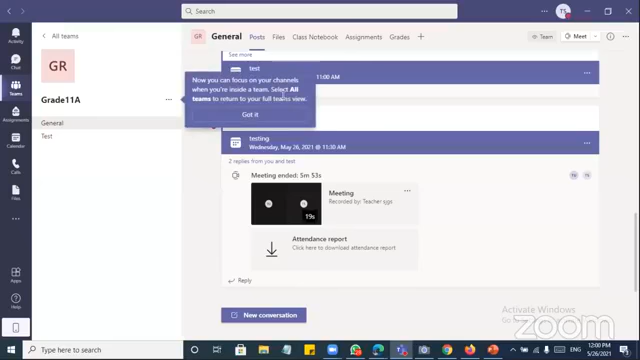 Search
TS
Activity
Chat
Teams
Assignments
Calendar
Calls
Files
Apps
Help
All teams
GR
Grade11A
General
Test
GR
General
Posts
Files
Class Notebook
Assignments
Grades
Team
Meet
See more
test
11:00 AM
Now you can focus on your channels
when you're inside a team. Select All
teams to return to your full teams view.
Got it
testing
Wednesday, May 26, 2021 @ 11:30 AM
2 replies from you and test
Meeting ended: 5m 53s
19s
Meeting
Recorded by: Teacher sjgs
Attendance report
Click here to download attendance report
Reply
New conversation
Activate Windows
zoom
Type here to search
ENG
12:00 PM
5/26/2021